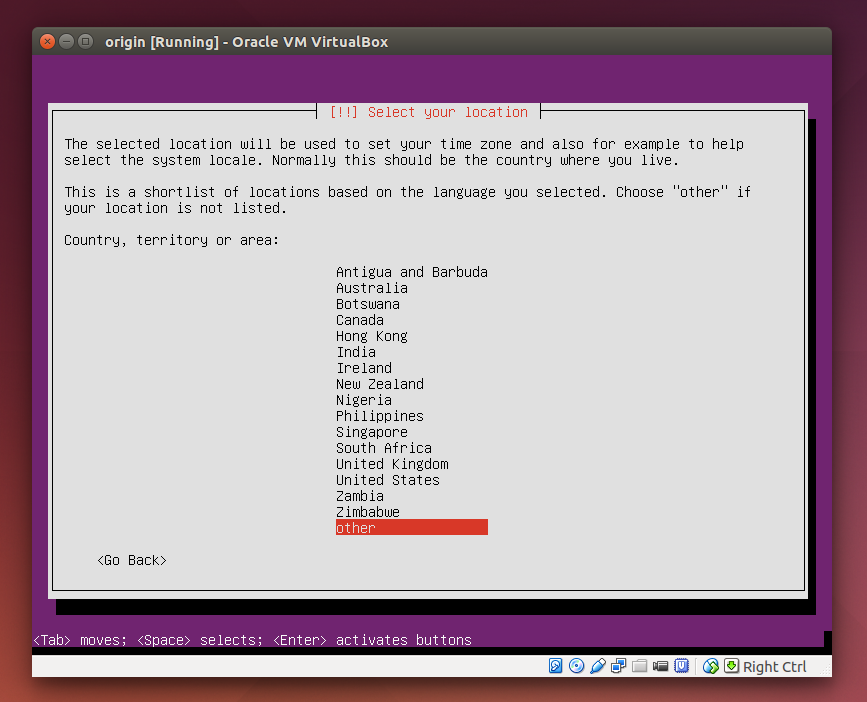 origin [Running] - Oracle VM VirtualBox
[!!] Select your location
The selected location will be used to set your time zone and also for example to help
select the system locale. Normally this should be the country where you live.
This is a shortlist of locations based on the language you selected. Choose "other" if
your location is not listed.
Country, territory or area:
Antigua and Barbuda
Australia
Botswana
Canada
Hong Kong
India
Ireland
New Zealand
Nigeria
Philippines
Singapore
South Africa
United Kingdom
United States
Zambia
Zimbabwe
other
<Go Back>
<Tab> moves; <Space> selects; <Enter> activates buttons
Right Ctrl